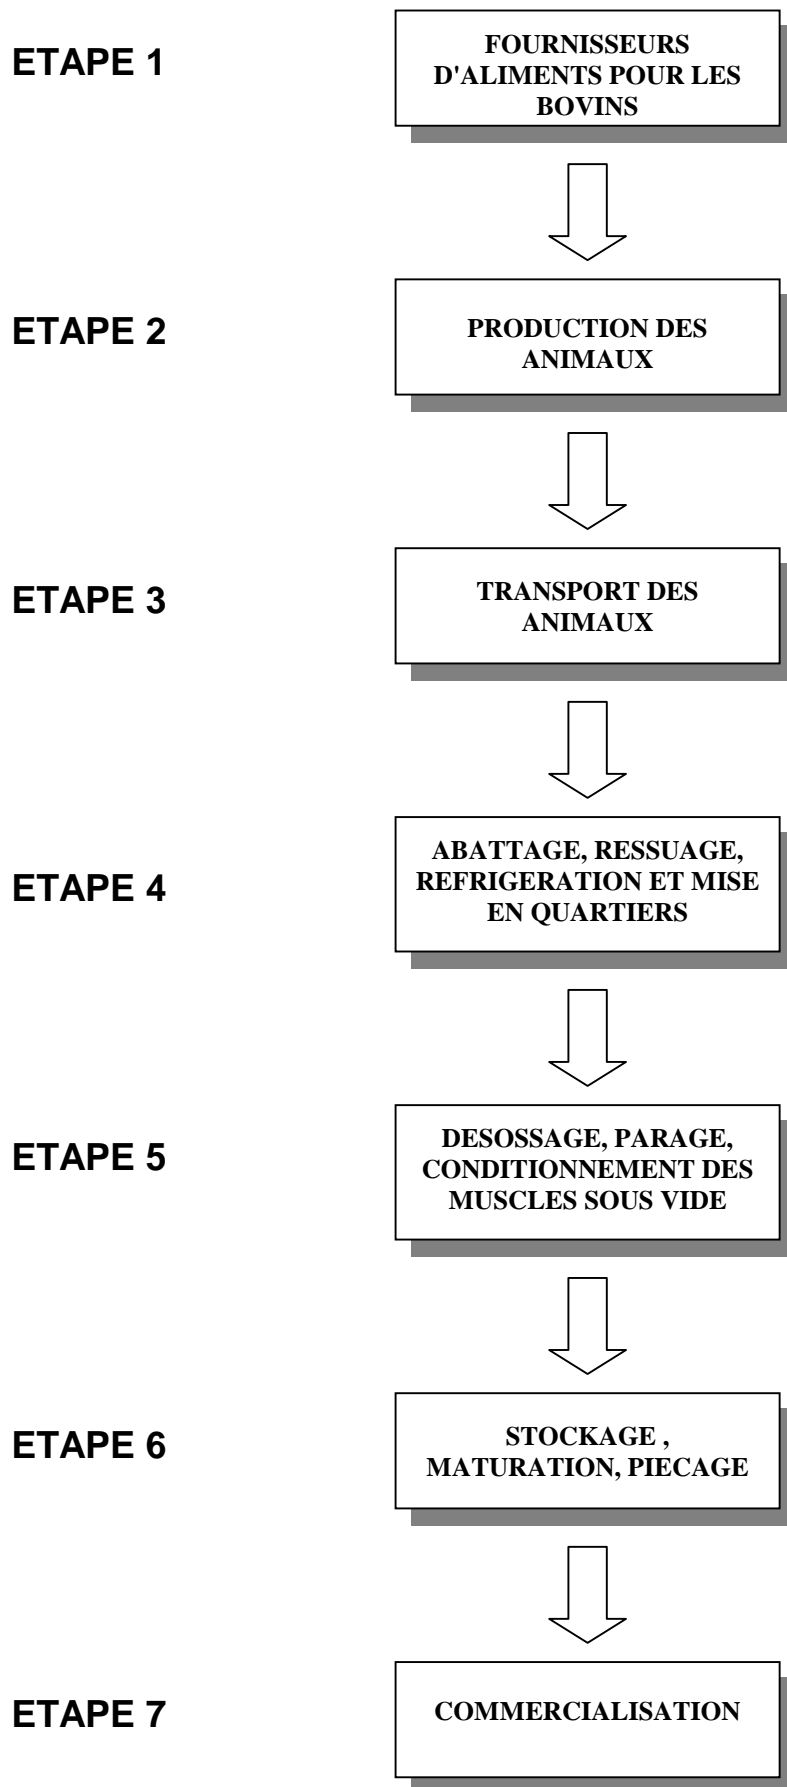 ETAPE 1
FOURNISSEURS
D'ALIMENTS POUR LES
BOVINS
ETAPE 2
PRODUCTION DES
ANIMAUX
ETAPE 3
TRANSPORT DES
ANIMAUX
ETAPE 4
ABATTAGE, RESSUAGE,
REFRIGERATION ET MISE
EN QUARTIERS
ETAPE 5
DESOSSAGE, PARAGE,
CONDITIONNEMENT DES
MUSCLES SOUS VIDE
ETAPE 6
STOCKAGE ,
MATURATION, PIECAGE
ETAPE 7
COMMERCIALISATION